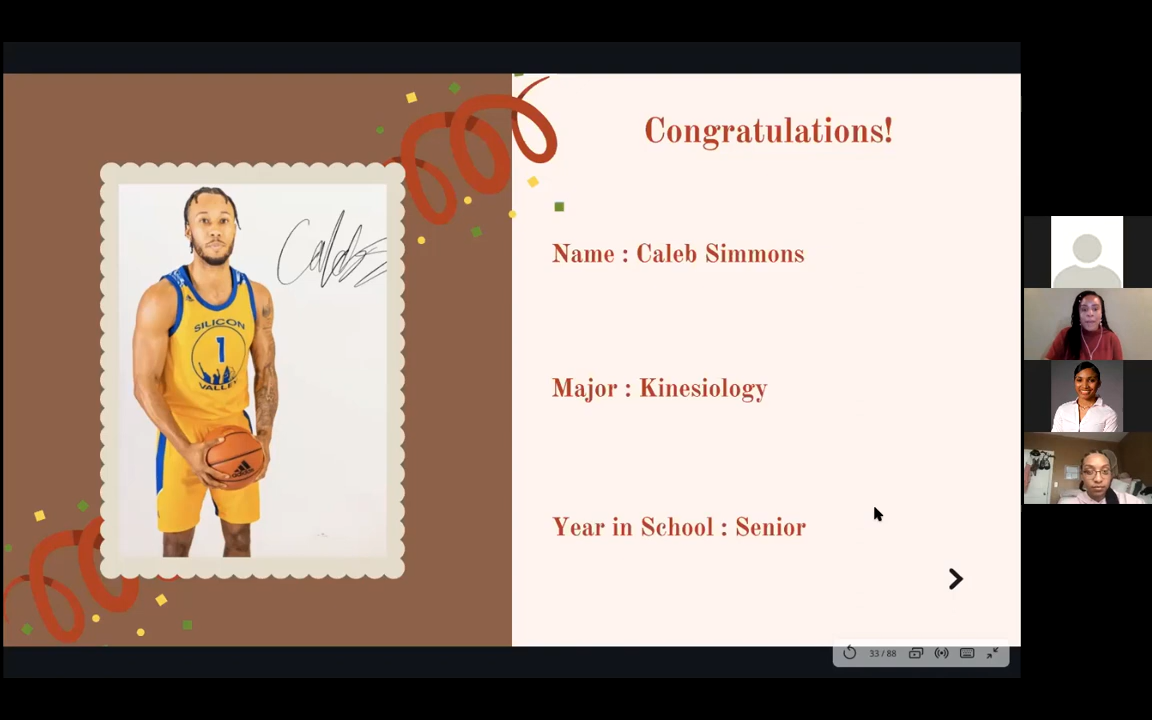 Congratulations!
Name : Caleb Simmons
Major : Kinesiology
Year in School : Senior
SILICON
1
VALLEY
33 / 88